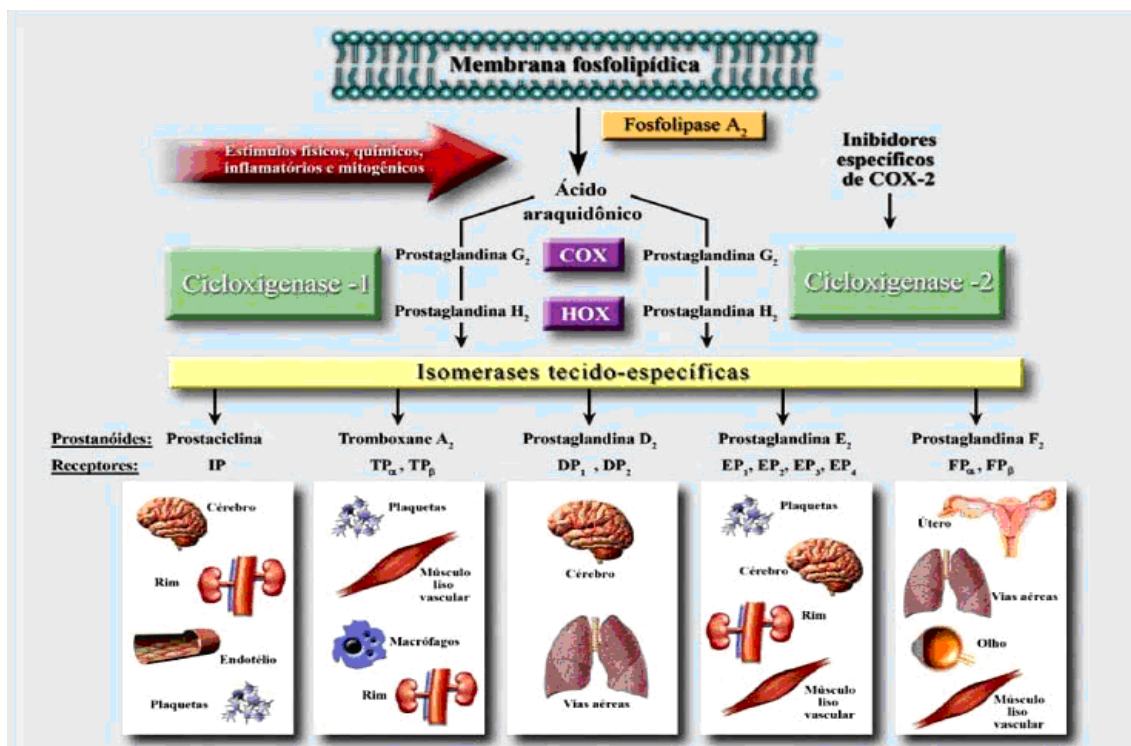 Membrana fosfolipídica
Fosfolipase A₂
Estímulos físicos, químicos,
inflamatórios e mitogênicos
Inibidores
específicos
de COX-2
Ácido
araquidônico
Cicloxigenase -1
Prostaglandina G₂
COX
Prostaglandina G₂
Cicloxigenase -2
Prostaglandina H₂
HOX
Prostaglandina H₂
Isomerases tecido-específicas
Prostanóides: Prostaciclina Tromboxane A₂ Prostaglandina D₂ Prostaglandina E₂ Prostaglandina F₂
Receptores: IP TPα , TPβ DP₁ , DP₂ EP₁, EP₂, EP₃, EP₄ FPα, FPβ
Cérebro
Rim
Endotélio
Plaquetas
Plaquetas
Músculo
liso
vascular
Macrófagos
Rim
Cérebro
Vias aéreas
Plaquetas
Cérebro
Rim
Músculo
liso
vascular
Útero
Vias aéreas
Olho
Músculo
liso
vascular